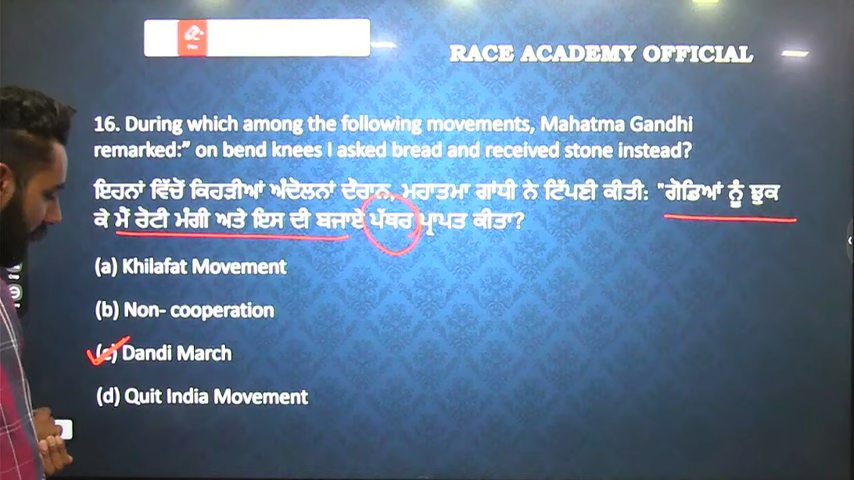 RACE ACADEMY OFFICIAL
16. During which among the following movements, Mahatma Gandhi
remarked:” on bend knees I asked bread and received stone instead?
ਇਹਨਾਂ ਵਿੱਚੋਂ ਕਿਹੜੀਆਂ ਅੰਦੋਲਨਾਂ ਦੌਰਾਨ, ਮਹਾਤਮਾ ਗਾਂਧੀ ਨੇ ਟਿੱਪਣੀ ਕੀਤੀ: "ਗੋਡਿਆਂ ਨੂੰ ਝੁਕ
ਕੇ ਮੈਂ ਰੋਟੀ ਮੰਗੀ ਅਤੇ ਇਸ ਦੀ ਬਜਾਏ ਪੱਥਰ ਪ੍ਰਾਪਤ ਕੀਤਾ?
(a) Khilafat Movement
(b) Non- cooperation
(c) Dandi March
(d) Quit India Movement